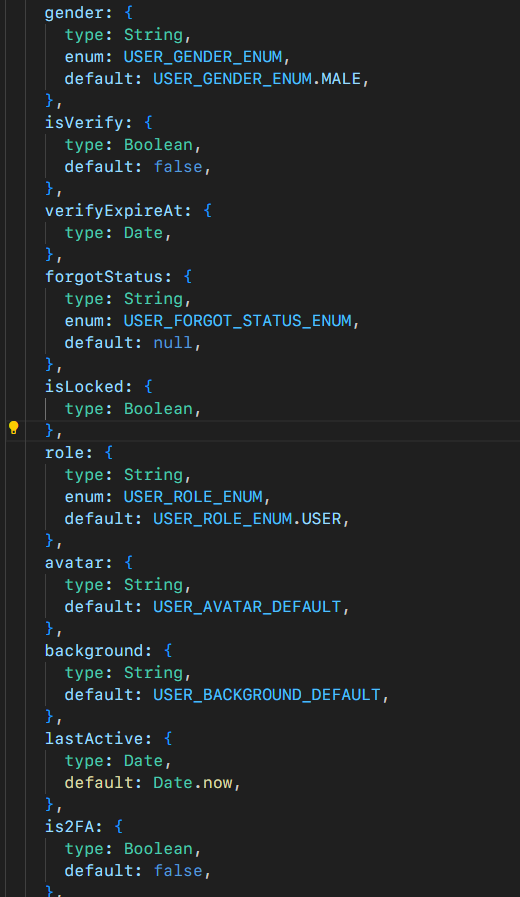 gender: {
type: String,
enum: USER_GENDER_ENUM,
default: USER_GENDER_ENUM.MALE,
},
isVerify: {
type: Boolean,
default: false,
},
verifyExpireAt: {
type: Date,
},
forgotStatus: {
type: String,
enum: USER_FORGOT_STATUS_ENUM,
default: null,
},
isLocked: {
type: Boolean,
},
role: {
type: String,
enum: USER_ROLE_ENUM,
default: USER_ROLE_ENUM.USER,
},
avatar: {
type: String,
default: USER_AVATAR_DEFAULT,
},
background: {
type: String,
default: USER_BACKGROUND_DEFAULT,
},
lastActive: {
type: Date,
default: Date.now,
},
is2FA: {
type: Boolean,
default: false,
},